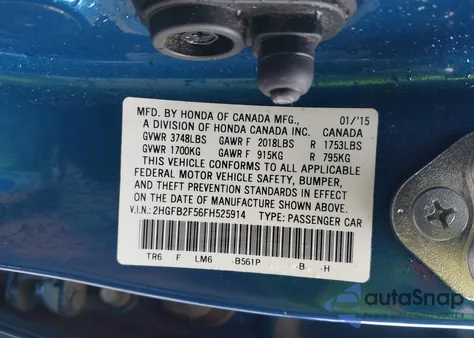 MFD. BY HONDA OF CANADA MFG., 01/'15
A DIVISION OF HONDA CANADA INC. CANADA
GVWR 3748LBS GAWR F 2018LBS R 1753LBS
GVWR 1700KG GAWR F 915KG R 795KG
THIS VEHICLE CONFORMS TO ALL APPLICABLE
FEDERAL MOTOR VEHICLE SAFETY, BUMPER,
AND THEFT PREVENTION STANDARDS IN EFFECT
ON THE DATE OF MANUFACTURE SHOWN ABOVE.
V.I.N.: 2HGFB2F56FH525914 TYPE: PASSENGER CAR
TR6 F LM6 -B561P -B -H
autoSnap